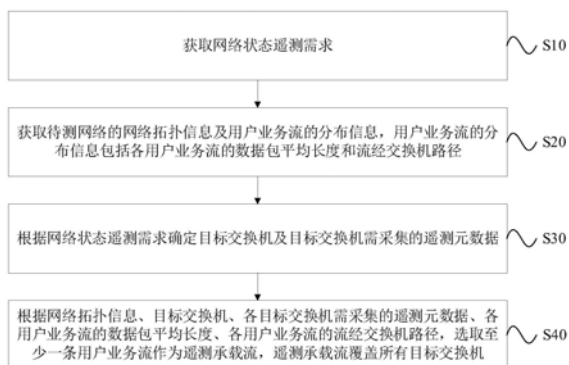 获取网络状态遥测需求
S10
获取待测网络的网络拓扑信息及用户业务流的分布信息，用户业务流的分
布信息包括各用户业务流的数据包平均长度和流经交换机路径
S20
根据网络状态遥测需求确定目标交换机及目标交换机需采集的遥测元数据
S30
根据网络拓扑信息、目标交换机、各目标交换机需采集的遥测元数据、各
用户业务流的数据包平均长度、各用户业务流的流经交换机路径，选取至
少一条用户业务流作为遥测承载流，遥测承载流覆盖所有目标交换机
S40